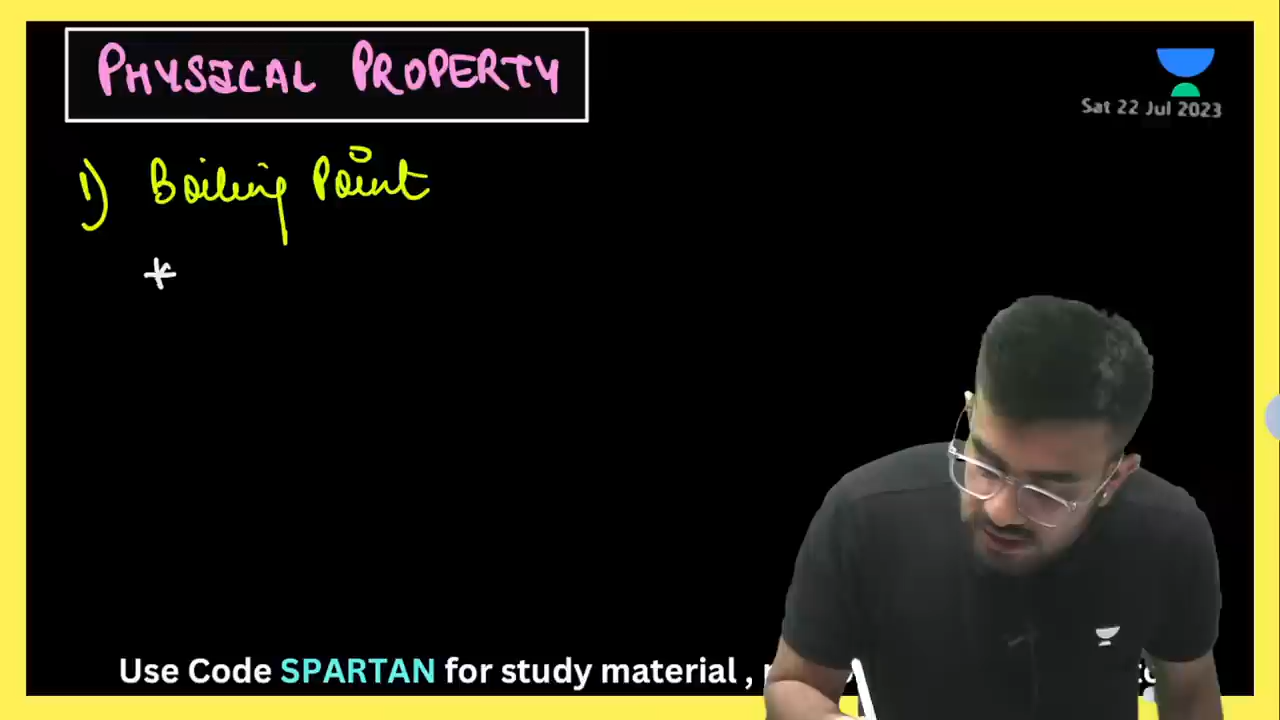 PHYSICAL PROPERTY
Sat 22 Jul 2023
1) Boiling Point
*
Use Code SPARTAN for study material ,